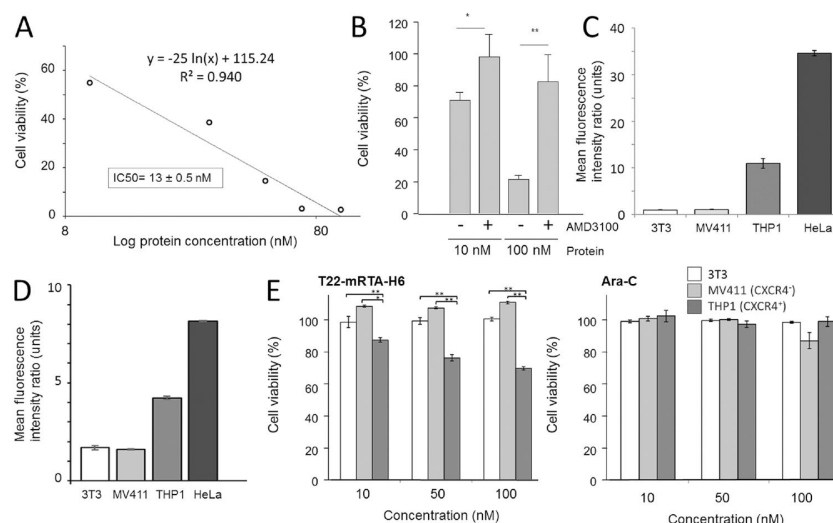 A
y = -25 ln(x) + 115.24
R² = 0.940
Cell viability (%)
60
40
20
0
IC50= 13 ± 0.5 nM
8
80
Log protein concentration (nM)
B
Cell viability (%)
120
100
80
60
40
20
0
*
**
- + - + AMD3100
10 nM 100 nM Protein
C
Mean fluorescence
intensity ratio (units)
40
30
20
10
0
3T3 MV411 THP1 HeLa
D
Mean fluorescence
intensity ratio (units)
10
8
5
2
0
3T3 MV411 THP1 HeLa
E
T22-mRTA-H6
Cell viability (%)
120
100
80
60
40
20
0
**
*
**
**
**
**
10 50 100
Concentration (nM)
Ara-C
3T3
MV411 (CXCR4⁻)
THP1 (CXCR4⁺)
Cell viability (%)
120
100
80
60
40
20
0
10 50 100
Concentration (nM)